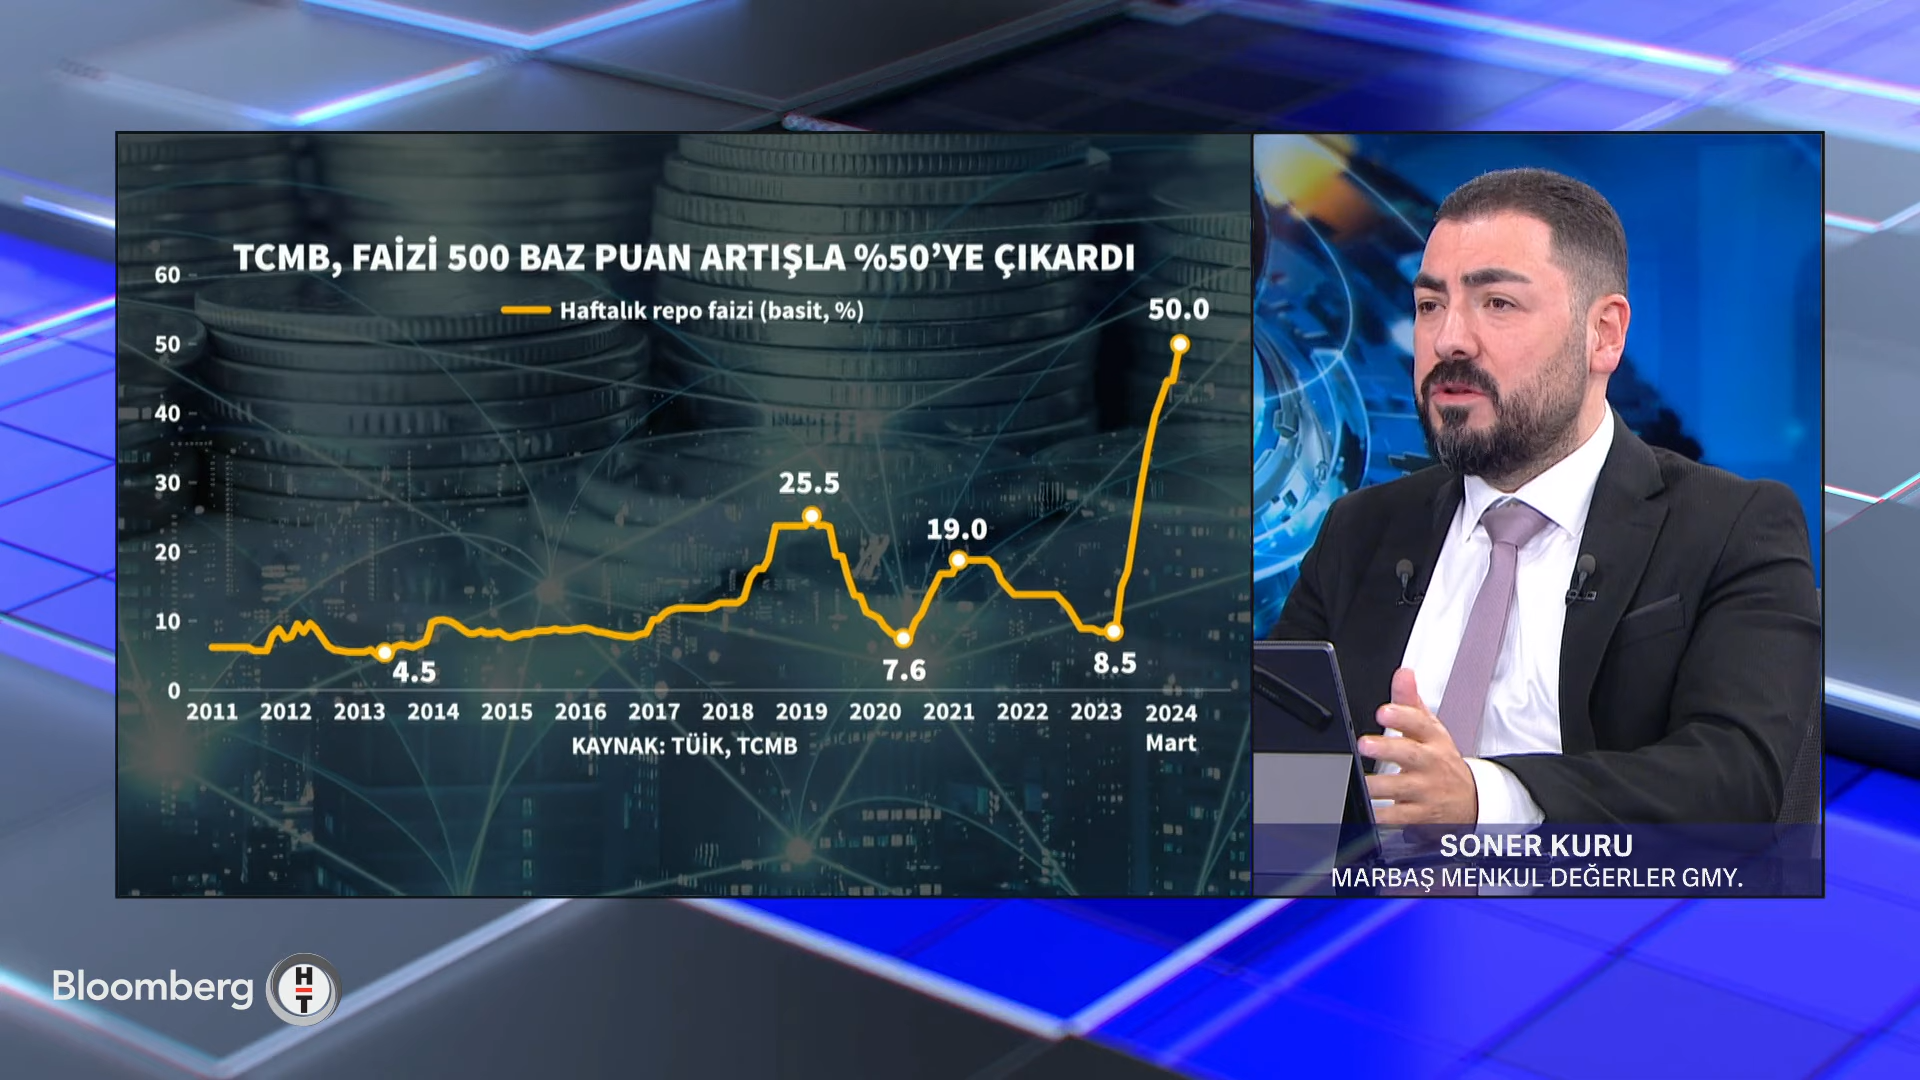 TCMB, FAİZİ 500 BAZ PUAN ARTIŞLA %50’YE ÇIKARDI
Haftalık repo faizi (basit, %)
60
50
40
30
20
10
0
4.5
25.5
7.6
19.0
8.5
50.0
2011 2012 2013 2014 2015 2016 2017 2018 2019 2020 2021 2022 2023 2024
Mart
KAYNAK: TÜİK, TCMB
SONER KURU
MARBAŞ MENKUL DEĞERLER GMY.
Bloomberg HT